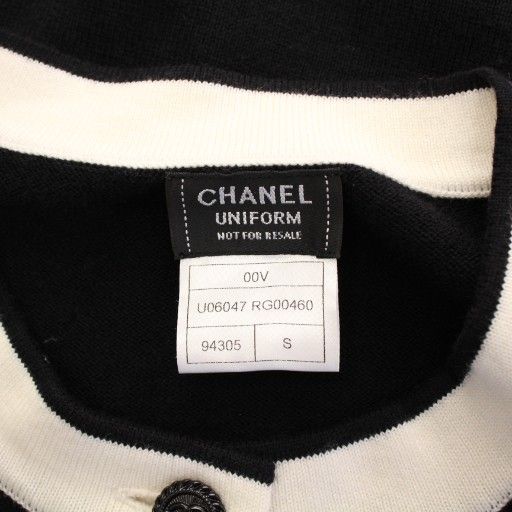 CHANEL
UNIFORM
NOT FOR RESALE
00V
U06047 RG00460
94305 S